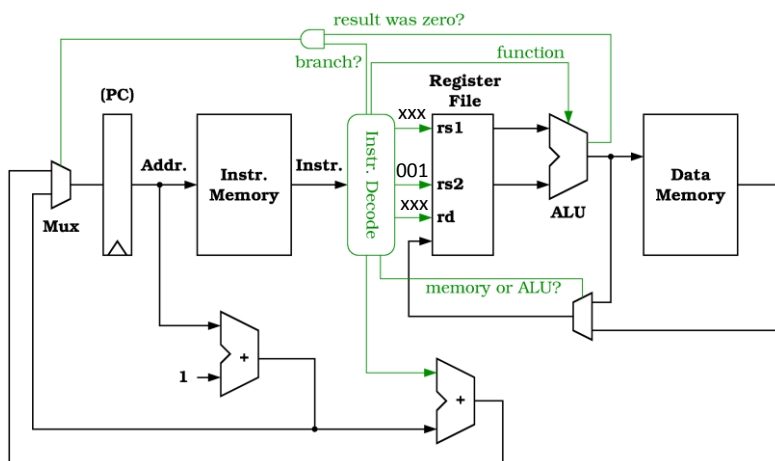 result was zero?
branch?
function
(PC)
Register
File
xxx
rs1
Addr.
Instr.
Memory
Instr.
Instr. Decode
001
rs2
xxx
rd
ALU
Data
Memory
Mux
memory or ALU?
+
1
+